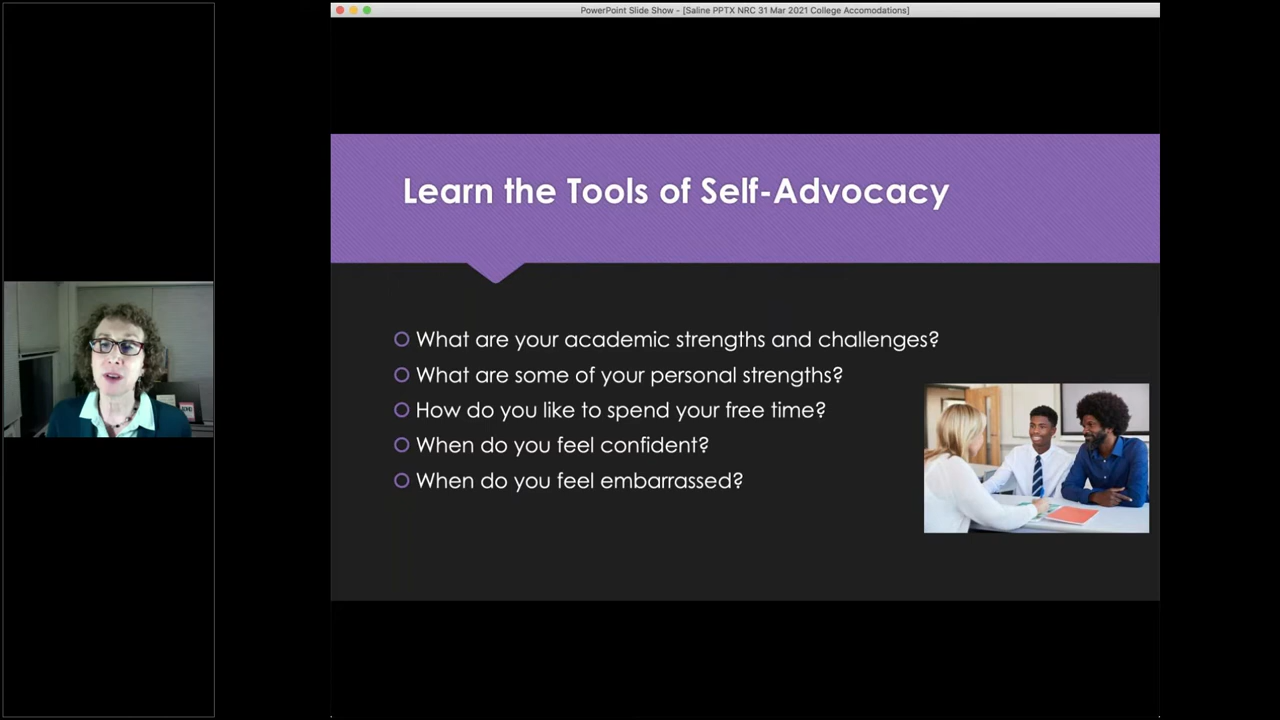 PowerPoint Slide Show - [Saline PPTX NRC 31 Mar 2021 College Accomodations]
Learn the Tools of Self-Advocacy
What are your academic strengths and challenges?
What are some of your personal strengths?
How do you like to spend your free time?
When do you feel confident?
When do you feel embarrassed?